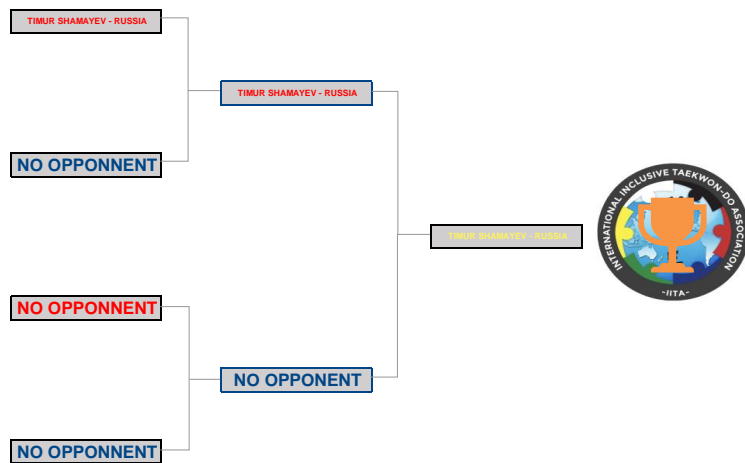 TIMUR SHAMAYEV - RUSSIA
TIMUR SHAMAYEV - RUSSIA
NO OPPONNENT
TIMUR SHAMAYEV - RUSSIA
INTERNATIONAL INCLUSIVE TAEKWON-DO ASSOCIATION
-IITA-
NO OPPONNENT
NO OPPONENT
NO OPPONNENT